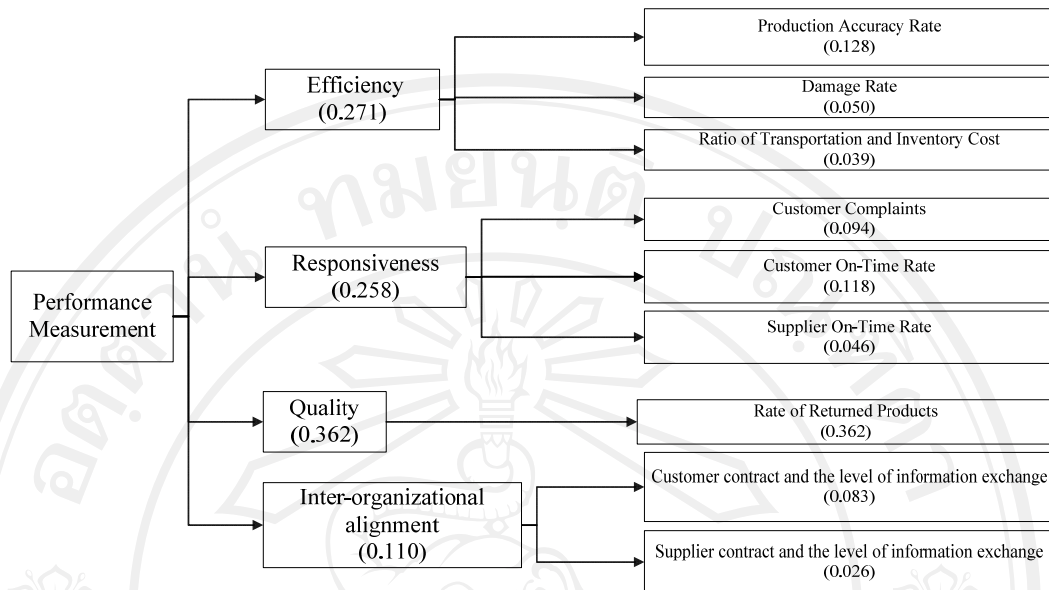 Performance
Measurement
Efficiency
(0.271)
Production Accuracy Rate
(0.128)
Damage Rate
(0.050)
Ratio of Transportation and Inventory Cost
(0.039)
Responsiveness
(0.258)
Customer Complaints
(0.094)
Customer On-Time Rate
(0.118)
Supplier On-Time Rate
(0.046)
Quality
(0.362)
Rate of Returned Products
(0.362)
Inter-organizational
alignment
(0.110)
Customer contract and the level of information exchange
(0.083)
Supplier contract and the level of information exchange
(0.026)